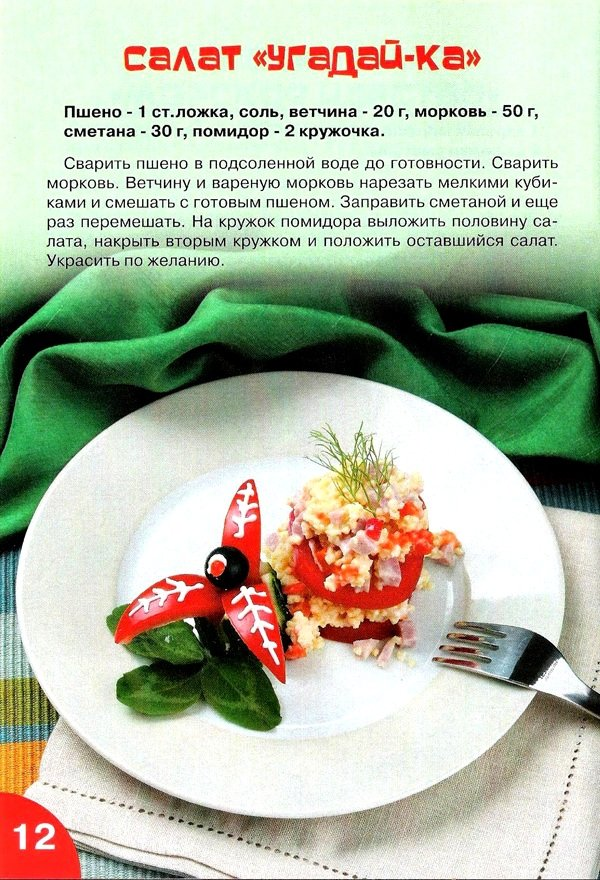 Салат «Угадай-ка»
Пшено - 1 ст.ложка, соль, ветчина - 20 г, морковь - 50 г,
сметана - 30 г, помидор - 2 кружочка.
Сварить пшено в подсоленной воде до готовности. Сварить
морковь. Ветчину и вареную морковь нарезать мелкими куби-
ками и смешать с готовым пшеном. Заправить сметаной и еще
раз перемешать. На кружок помидора выложить половину са-
лата, накрыть вторым кружком и положить оставшийся салат.
Украсить по желанию.
12